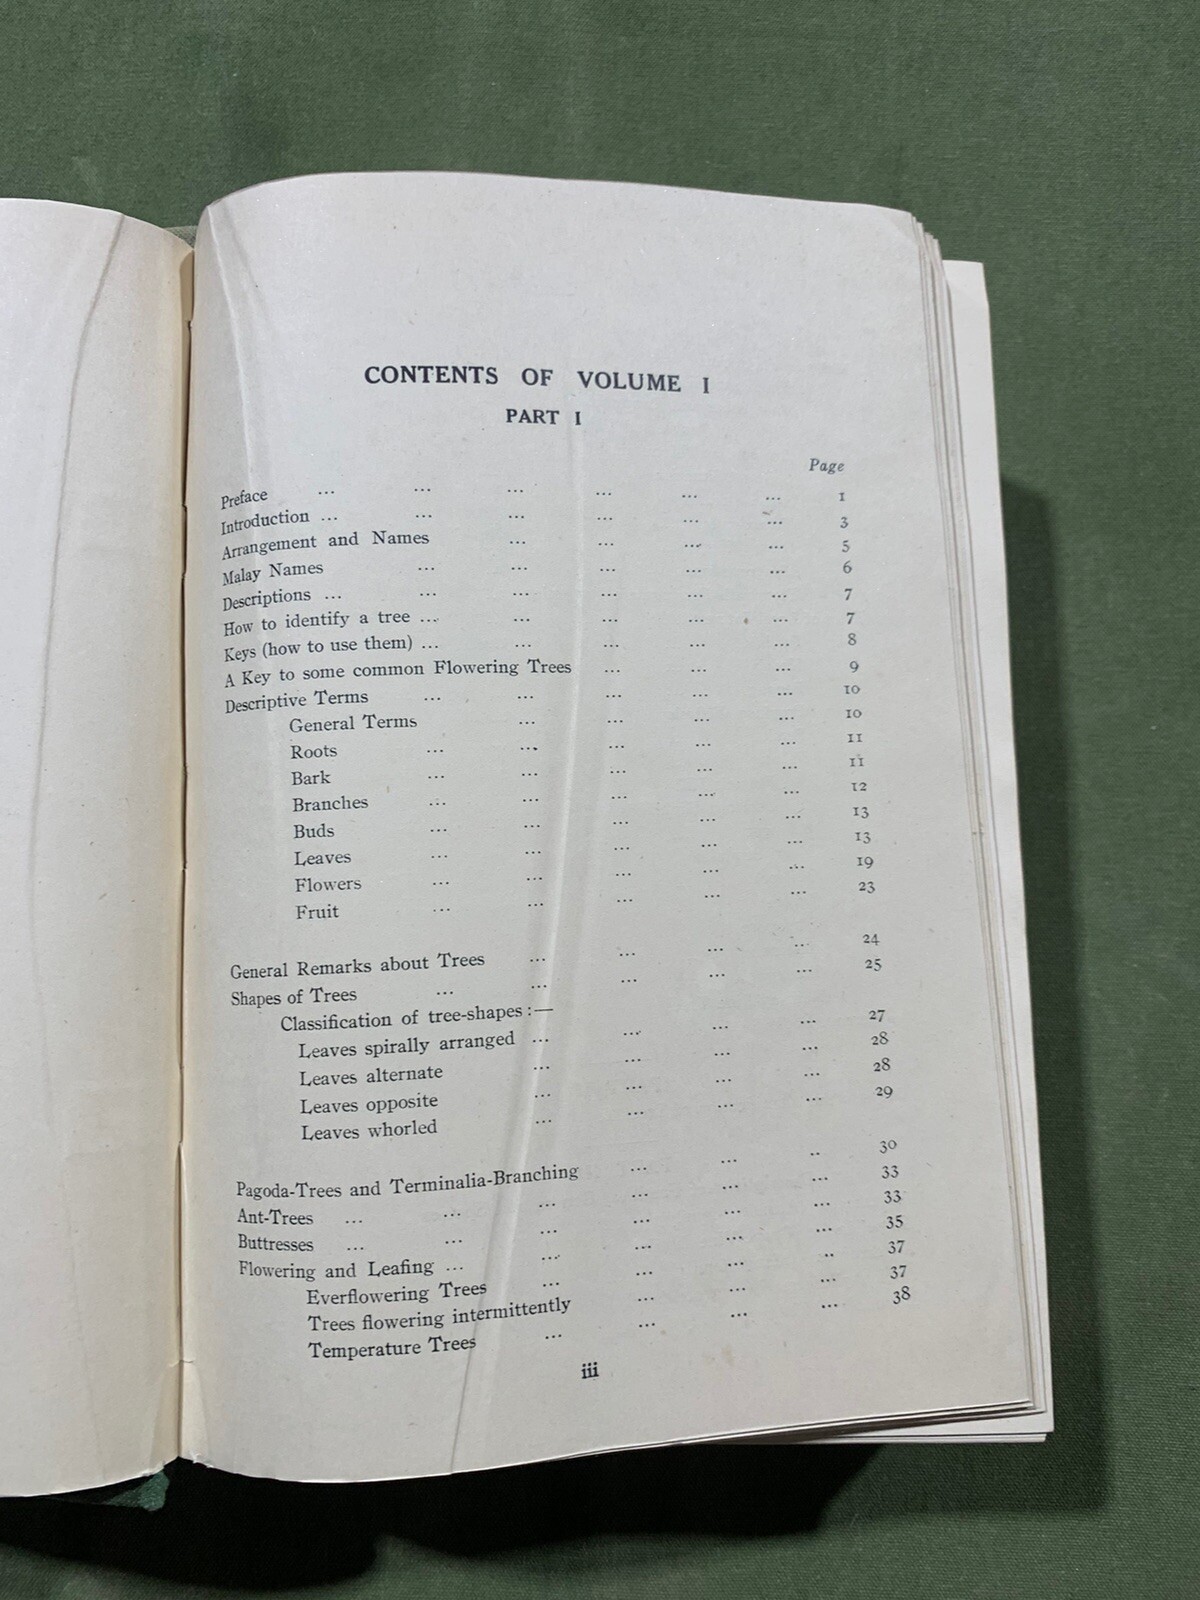 CONTENTS OF VOLUME I
PART I
Page
Preface ... ... ... ... ... ... 1
Introduction ... ... ... ... ... ... 3
Arrangement and Names ... ... ... ... 5
Malay Names ... ... ... ... ... 6
Descriptions ... ... ... ... ... ... 7
How to identify a tree ... ... ... ... ... 7
Keys (how to use them) ... ... ... ... ... 8
A Key to some common Flowering Trees ... ... ... 9
Descriptive Terms ... ... ... ... ... 10
General Terms ... ... ... ... 10
Roots ... ... ... ... ... 11
Bark ... ... ... ... ... 11
Branches ... ... ... ... ... 12
Buds ... ... ... ... ... 13
Leaves ... ... ... ... ... 13
Flowers ... ... ... ... ... 19
Fruit ... ... ... ... ... 23
General Remarks about Trees ... ... ... ... 24
Shapes of Trees ... ... ... ... ... 25
Classification of tree-shapes :—
Leaves spirally arranged ... ... ... ... 27
Leaves alternate ... ... ... ... 28
Leaves opposite ... ... ... ... 28
Leaves whorled ... ... ... ... 29
Pagoda-Trees and Terminalia-Branching ... ... .. 30
Ant-Trees ... ... ... ... ... ... 33
Buttresses ... ... ... ... ... ... 33
Flowering and Leafing ... ... ... ... ... 35
Everflowering Trees ... ... ... .. 37
Trees flowering intermittently ... ... ... 37
Temperature Trees ... ... ... ... 38
iii